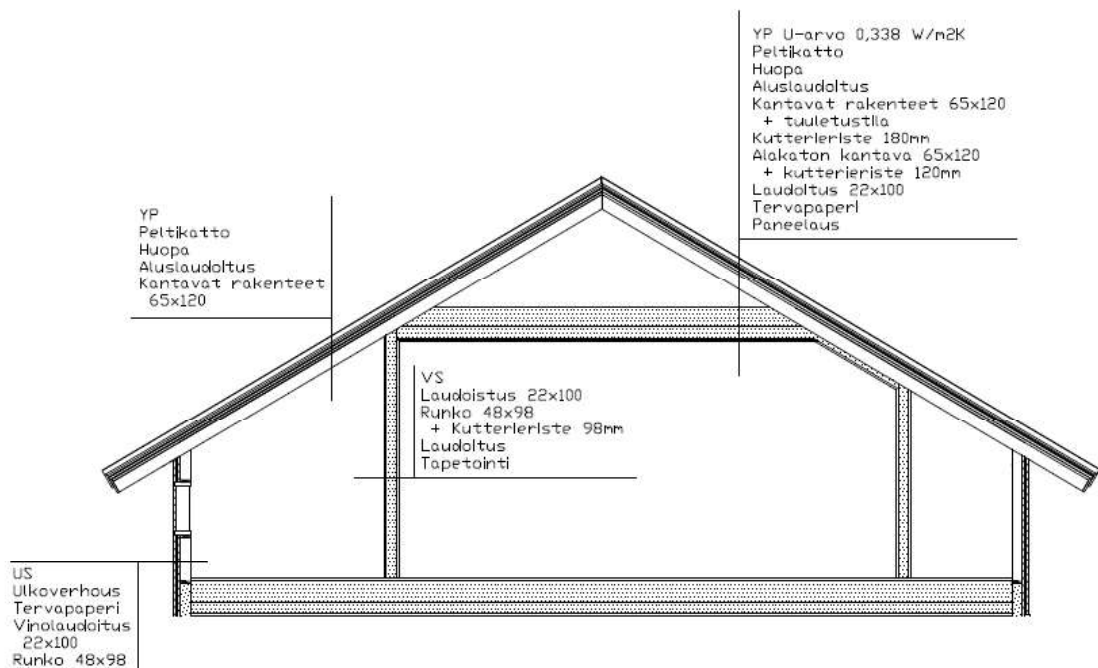 YP U-arvo 0,338 W/m2K
Peltikatto
Huopa
Aluslaudoitus
Kantavat rakenteet 65x120
+ tuuletustila
Kutterieriste 180mm
Alakaton kantava 65x120
+ kutterieriste 120mm
Laudoitus 22x100
Tervapaperi
Paneelaus
YP
Peltikatto
Huopa
Aluslaudoitus
Kantavat rakenteet
65x120
VS
Laudoistus 22x100
Runko 48x98
+ Kutterieriste 98mm
Laudoitus
Tapetointi
US
Ulkoverhous
Tervapaperi
Vinolaudoitus
22x100
Runko 48x98